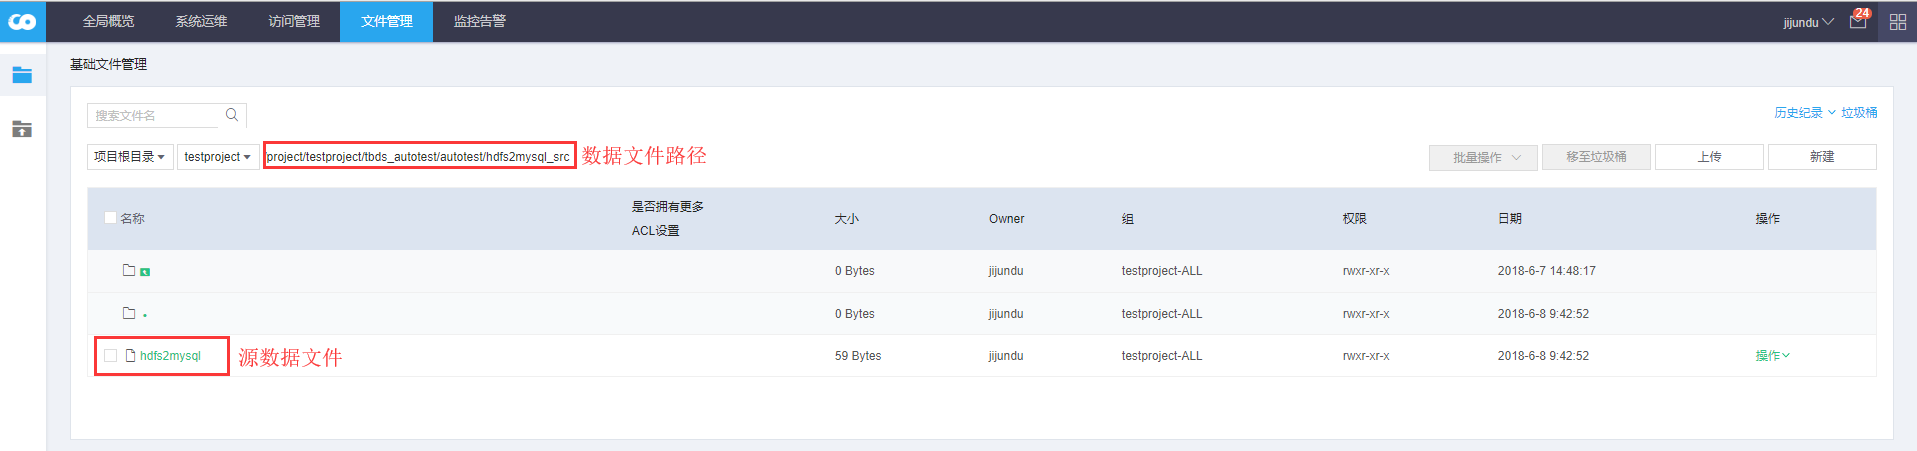 全局概览 系统运维 访问管理 文件管理 监控告警 jijundu 24
基础文件管理
搜索文件名 历史纪录 垃圾桶
项目根目录 testproject /project/testproject/tbds_autotest/autotest/hdfs2mysql_src 数据文件路径 批量操作 移至垃圾桶 上传 新建
名称 是否拥有更多 ACL设置 大小 Owner 组 权限 日期 操作
0 Bytes jijundu testproject-ALL rwxr-xr-x 2018-6-7 14:48:17
. 0 Bytes jijundu testproject-ALL rwxr-xr-x 2018-6-8 9:42:52
hdfs2mysql 源数据文件 59 Bytes jijundu testproject-ALL rwxr-xr-x 2018-6-8 9:42:52 操作